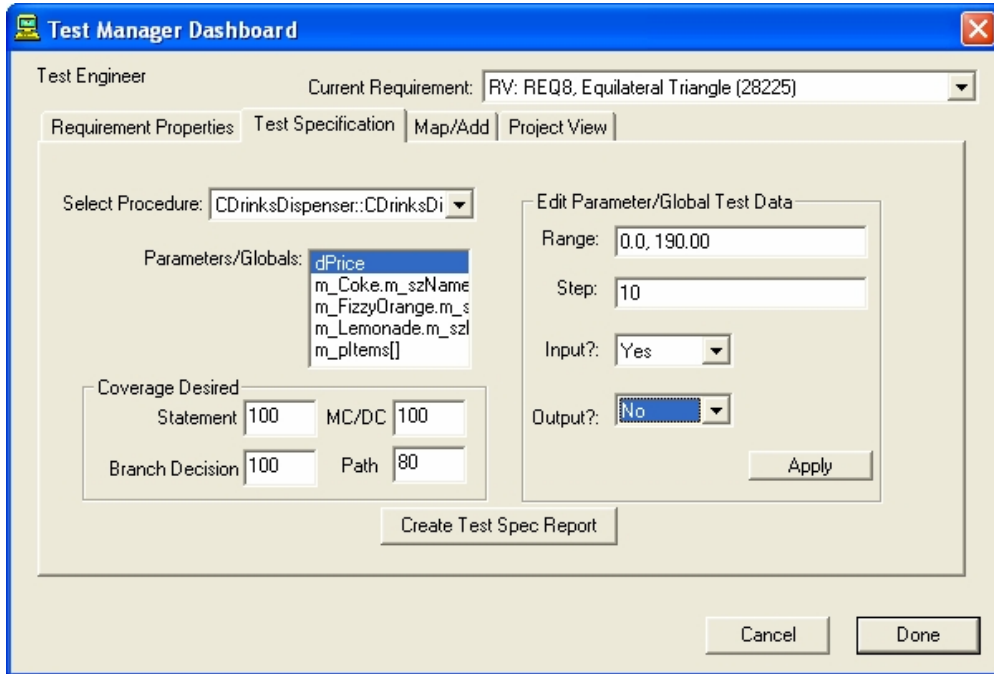 Test Manager Dashboard
Test Engineer
Current Requirement: RV: REQ8, Equilateral Triangle (28225)
Requirement Properties Test Specification Map/Add Project View
Select Procedure: CDrinksDispenser::CDrinksDi
Parameters/Globals: dPrice
m_Coke.m_szName
m_FizzyOrange.m_s
m_Lemonade.m_szl
m_pItems[]
Coverage Desired
Statement 100 MC/DC 100
Branch Decision 100 Path 80
Edit Parameter/Global Test Data
Range: 0.0, 190.00
Step: 10
Input?: Yes
Output?: No
Apply
Create Test Spec Report
Cancel Done